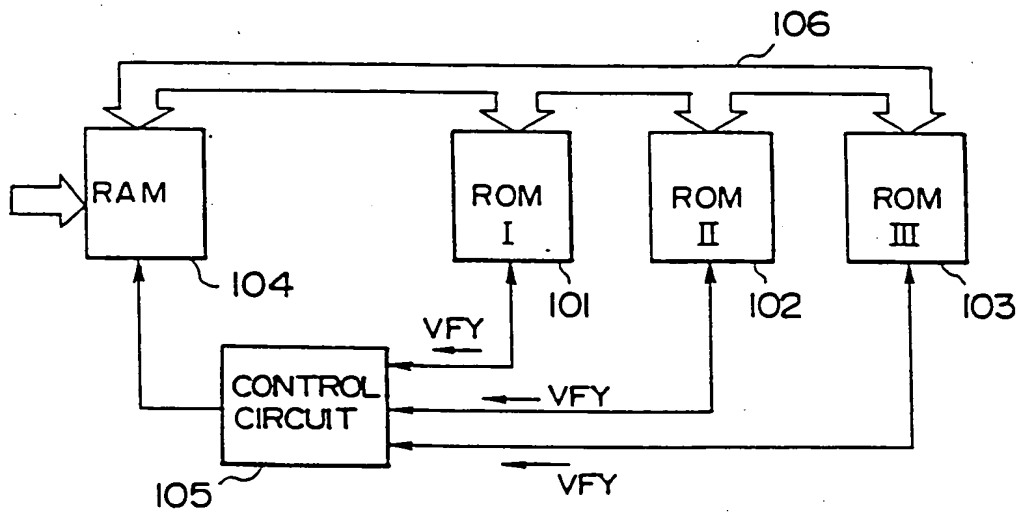 106
RAM
ROM
I
ROM
II
ROM
III
104
101
102
103
VFY
CONTROL
CIRCUIT
VFY
VFY
105